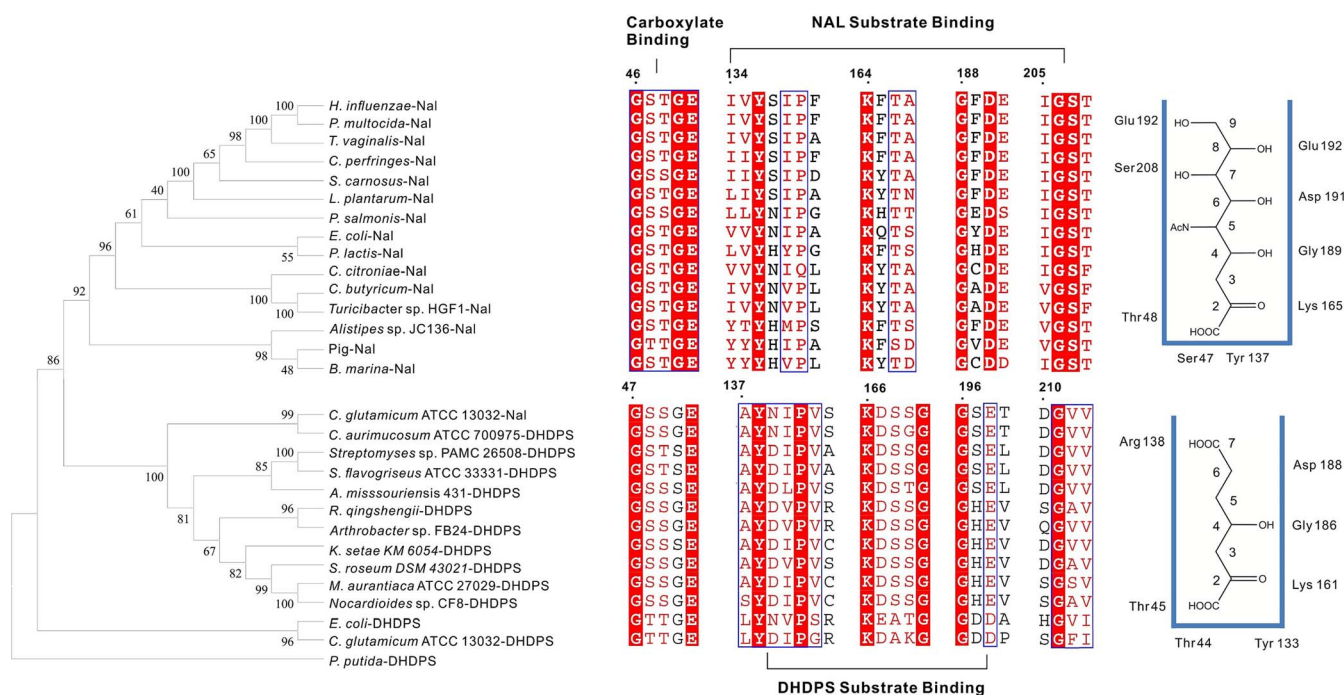 Carboxylate Binding NAL Substrate Binding
46 134 164 188 205
100 H. influenzae-Nal GSTGE IVYSIPF KFTA GFDE IGST
100 P. multocida-Nal GSTGE IVYSIPF KFTA GFDE IGST
98 T. vaginalis-Nal GSTGE IVYSIPA KFTA GFDE IGST
65 C. perfringes-Nal GSTGE IIYSIPF KFTA GFDE IGST
100 S. carnosus-Nal GSSGE IIYSIPD KYTA GFDE IGST
40 L. plantarum-Nal GSTGE LIYSIPA KYTN GFDE IGST
61 P. salmonis-Nal GSSGE LLYNIPG KHTT GEDS IGST
96 E. coli-Nal GSTGE VVYNIPA KQTS GYDE IGST
55 P. lactis-Nal GSTGE LVYHYPG KFTS GHDE IGST
92 C. citroniae-Nal GSTGE VVYNIQL KYTA GCDE IGSF
100 C. butyricum-Nal GSTGE IVYNVPL KYTA GADE VGSF
100 Turicibacter sp. HGF1-Nal GSTGE IVYNVPL KYTA GADE VGSF
86 Alistipes sp. JC136-Nal GSTGE YTYHMPS KFTS GFDE VGST
98 Pig-Nal GTTGE YYYHIPA KFSD GVDE IGST
48 B. marina-Nal GSTGE YYYHVPL KYTD GCDD IGST
47 137 166 196 210
99 C. glutamicum ATCC 13032-Nal GSSGE AYNIPVS KDSSG GSET DGVV
C. aurimucosum ATCC 700975-DHDPS GSSGE AYNIPVS KDSGG GSET DGVV
100 Streptomyses sp. PAMC 26508-DHDPS GSTSE AYDIPVA KDSSG GSEL DGVV
85 S. flavogriseus ATCC 33331-DHDPS GSSSE AYDIPVA KDSSG GSEL DGVV
100 A. misssouriensis 431-DHDPS GSSSE AYDLPVS KDSTG GSEL DGVV
81 96 R. qingshengii-DHDPS GSSGE AYDVPVR KDSSG GHEV SGAV
Arthrobacter sp. FB24-DHDPS GSSGE AYDVPVR KDSSG GHEV QGVV
67 K. setae KM 6054-DHDPS GSSGE AYDIPVC KDSSG GHEV SGVV
82 S. roseum DSM 43021-DHDPS GSSGE AYDVPVS KDSSG GHEV DGAV
99 M. aurantiaca ATCC 27029-DHDPS GSSGE AYDIPVC KDSSG GHEV SGSV
100 Nocardioides sp. CF8-DHDPS GSSGE SYDIPVC KDSSG GHEV SGAV
E. coli-DHDPS GTTGE LYNVPSR KEATG GDDA HGVI
96 C. glutamicum ATCC 13032-DHDPS GTTGE LYDIPGR KDAKG GDDP SGFI
P. putida-DHDPS
DHDPS Substrate Binding
Glu 192
Ser 208
Thr 48
Ser 47 Tyr 137
Glu 192
Asp 191
Gly 189
Lys 165
9
HO
8 OH
HO 7
6 OH
AcN 5
4 OH
3
2 O
HOOC
Arg 138
Thr 45
Thr 44 Tyr 133
Asp 188
Gly 186
Lys 161
HOOC 7
6
5
4 OH
3
2 O
HOOC